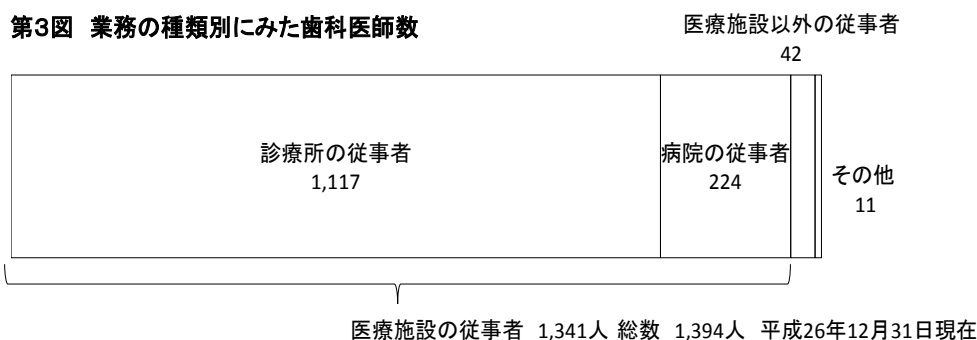 第3図 業務の種類別にみた歯科医師数
医療施設以外の従事者
42
診療所の従事者
1,117
病院の従事者
224
その他
11
医療施設の従事者 1,341人 総数 1,394人 平成26年12月31日現在